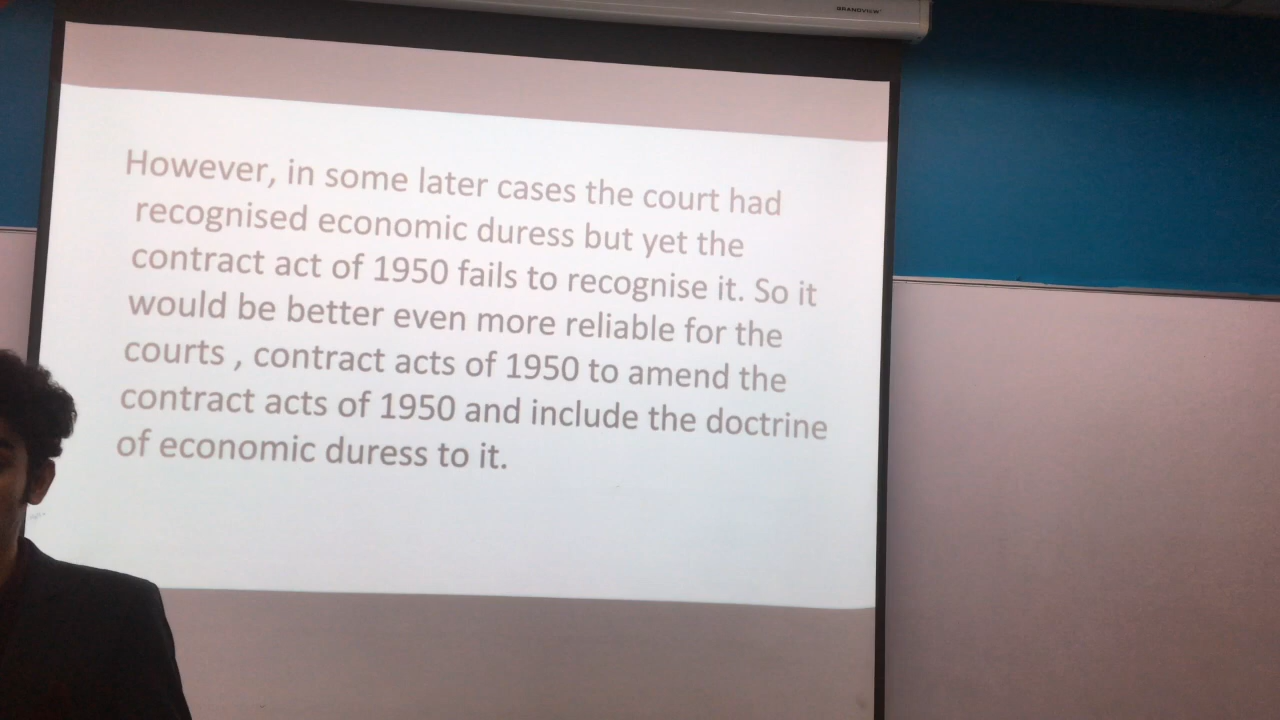 GRANDVIEW
However, in some later cases the court had
recognised economic duress but yet the
contract act of 1950 fails to recognise it. So it
would be better even more reliable for the
courts , contract acts of 1950 to amend the
contract acts of 1950 and include the doctrine
of economic duress to it.